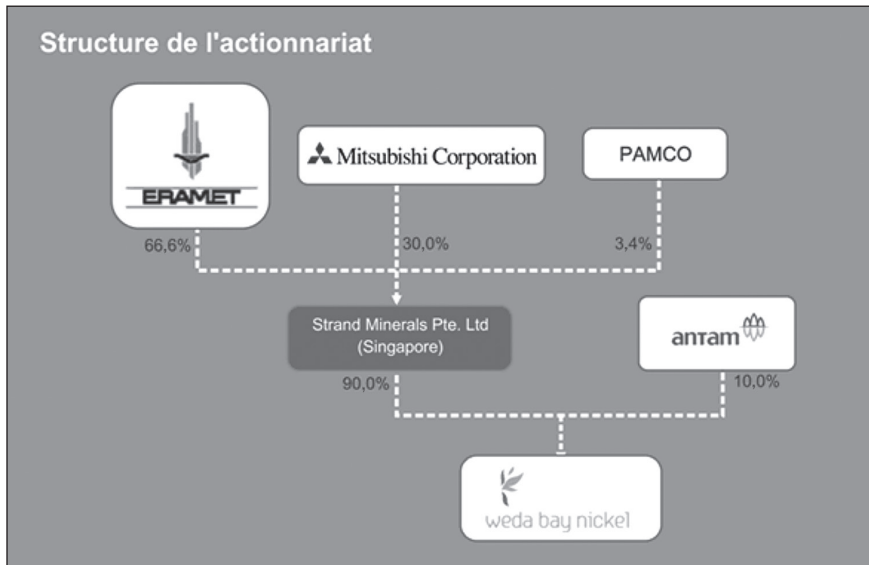 Structure de l'actionnariat
ERAMET
Mitsubishi Corporation
PAMCO
66,6%
30,0%
3,4%
Strand Minerals Pte. Ltd
(Singapore)
antam
90,0%
10,0%
weda bay nickel